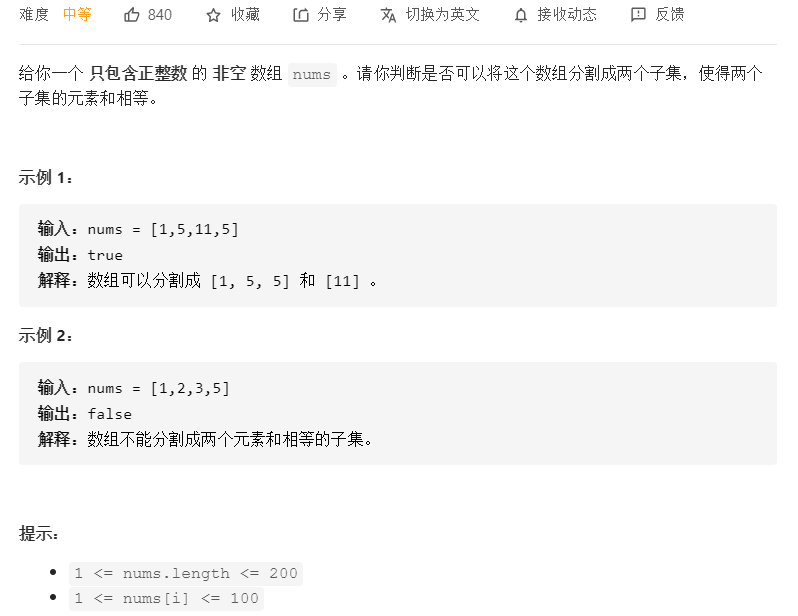 难度 中等 840 收藏 分享 切换为英文 接收动态 反馈
给你一个 只包含正整数 的 非空 数组 nums 。请你判断是否可以将这个数组分割成两个子集，使得两个
子集的元素和相等。
示例 1：
输入：nums = [1,5,11,5]
输出：true
解释：数组可以分割成 [1, 5, 5] 和 [11] 。
示例 2：
输入：nums = [1,2,3,5]
输出：false
解释：数组不能分割成两个元素和相等的子集。
提示：
1 <= nums.length <= 200
1 <= nums[i] <= 100